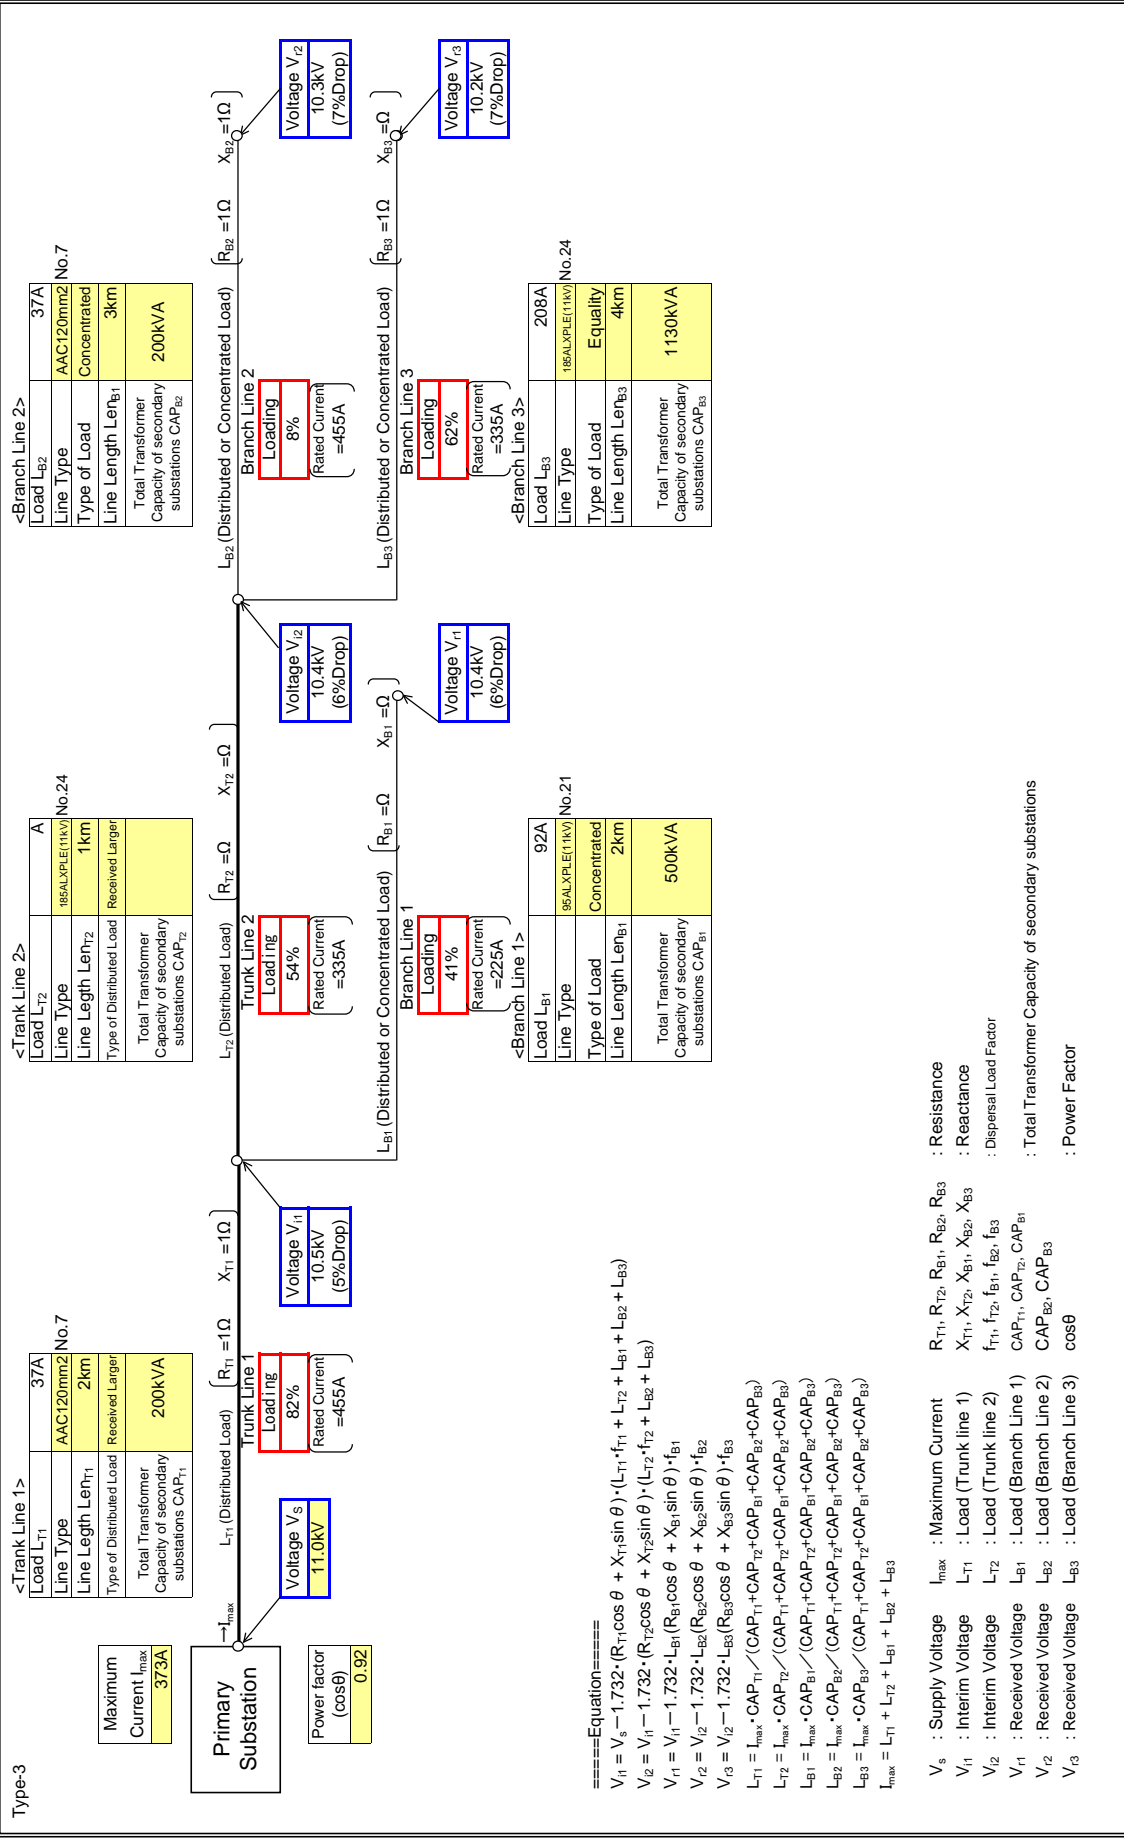 Type-3
Maximum
Current Imax
373A
Primary
Substation
Power factor
(cosθ)
0.92
→Imax
Voltage VS
11.0kV
<Trank Line 1>
Load LT1 37A
Line Type AAC120mm2 No.7
Line Legth LenT1 2km
Type of Distributed Load Received Larger
Total Transformer
Capacity of secondary
substations CAPT1
200kVA
LT1 (Distributed Load) RT1 =1Ω XT1 =1Ω
Trunk Line 1
Loading
82%
Rated Current
=455A
Voltage Vi1
10.5kV
(5%Drop)
<Trank Line 2>
Load LT2 A
Line Type 185ALXPLE(11kV) No.24
Line Legth LenT2 1km
Type of Distributed Load Received Larger
Total Transformer
Capacity of secondary
substations CAPT2
LT2 (Distributed Load) RT2 =Ω XT2 =Ω
Trunk Line 2
Loading
54%
Rated Current
=335A
Voltage Vi2
10.4kV
(6%Drop)
LB1 (Distributed or Concentrated Load) RB1 =Ω XB1 =Ω
Branch Line 1
Loading
41%
Rated Current
=225A
Voltage Vr1
10.4kV
(6%Drop)
<Branch Line 1>
Load LB1 92A
Line Type 95ALXPLE(11kV) No.21
Type of Load Concentrated
Line Length LenB1 2km
Total Transformer
Capacity of secondary
substations CAPB1
500kVA
<Branch Line 2>
Load LB2 37A
Line Type AAC120mm2 No.7
Type of Load Concentrated
Line Length LenB1 3km
Total Transformer
Capacity of secondary
substations CAPB2
200kVA
LB2 (Distributed or Concentrated Load) RB2 =1Ω XB2 =1Ω
Branch Line 2
Loading
8%
Rated Current
=455A
Voltage Vr2
10.3kV
(7%Drop)
LB3 (Distributed or Concentrated Load) RB3 =1Ω XB3 =Ω
Branch Line 3
Loading
62%
Rated Current
=335A
Voltage Vr3
10.2kV
(7%Drop)
<Branch Line 3>
Load LB3 208A
Line Type 185ALXPLE(11kV) No.24
Type of Load Equality
Line Length LenB3 4km
Total Transformer
Capacity of secondary
substations CAPB3
1130kVA
=====Equation=====
Vi1 = Vs−1.732・(RT1cos θ + XT1sin θ)・(LT1・fT1 + LT2 + LB1 + LB2 + LB3)
Vi2 = Vi1−1.732・(RT2cos θ + XT2sin θ)・(LT2・fT2 + LB2 + LB3)
Vr1 = Vi1−1.732・LB1(RB1cos θ + XB1sin θ)・fB1
Vr2 = Vi2−1.732・LB2(RB2cos θ + XB2sin θ)・fB2
Vr3 = Vi2−1.732・LB3(RB3cos θ + XB3sin θ)・fB3
LT1 = Imax・CAPT1／(CAPT1+CAPT2+CAPB1+CAPB2+CAPB3)
LT2 = Imax・CAPT2／(CAPT1+CAPT2+CAPB1+CAPB2+CAPB3)
LB1 = Imax・CAPB1／(CAPT1+CAPT2+CAPB1+CAPB2+CAPB3)
LB2 = Imax・CAPB2／(CAPT1+CAPT2+CAPB1+CAPB2+CAPB3)
LB3 = Imax・CAPB3／(CAPT1+CAPT2+CAPB1+CAPB2+CAPB3)
Imax = LT1 + LT2 + LB1 + LB2 + LB3
Vs : Supply Voltage Imax : Maximum Current RT1, RT2, RB1, RB2, RB3 : Resistance
Vi1 : Interim Voltage LT1 : Load (Trunk line 1) XT1, XT2, XB1, XB2, XB3 : Reactance
Vi2 : Interim Voltage LT2 : Load (Trunk line 2) fT1, fT2, fB1, fB2, fB3 : Dispersal Load Factor
Vr1 : Received Voltage LB1 : Load (Branch Line 1) CAPT1, CAPT2, CAPB1 : Total Transformer Capacity of secondary substations
Vr2 : Received Voltage LB2 : Load (Branch Line 2) CAPB2, CAPB3
Vr3 : Received Voltage LB3 : Load (Branch Line 3) cosθ : Power Factor